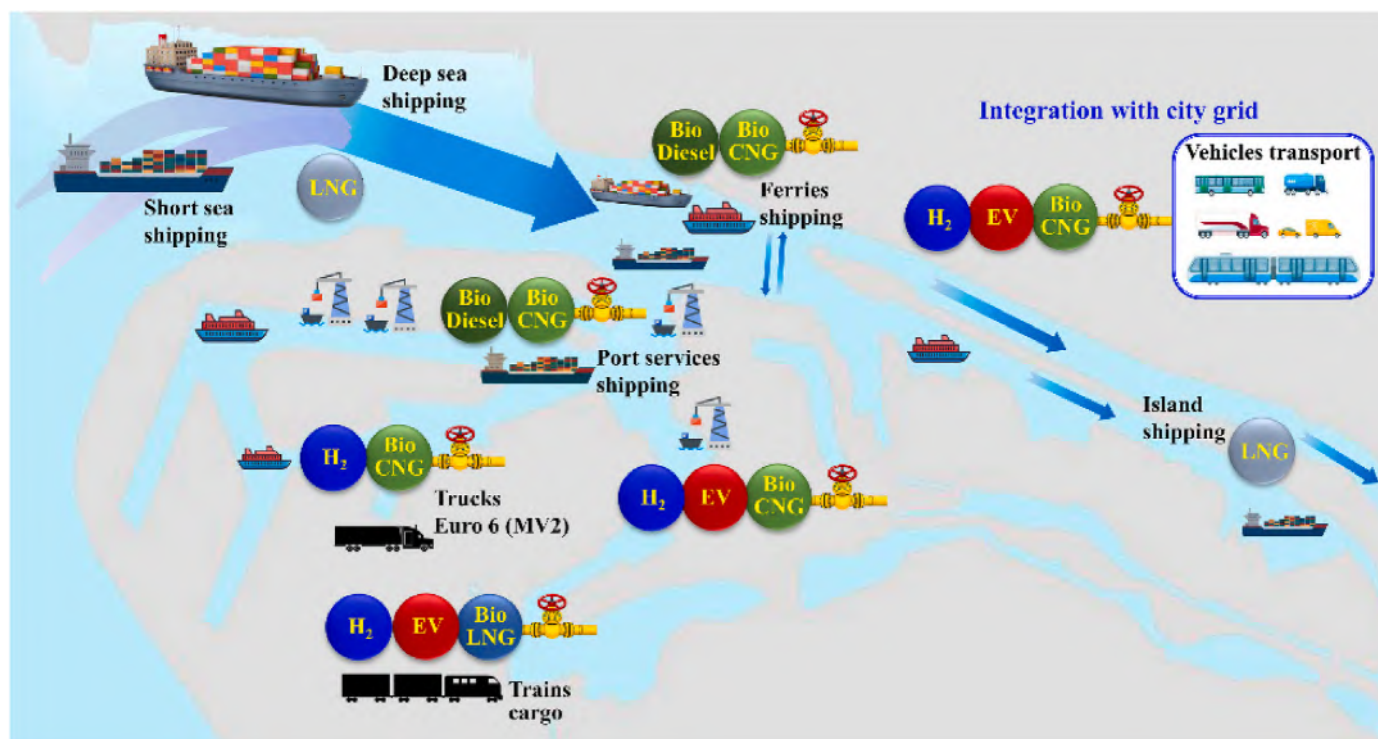 Deep sea
shipping
Short sea
shipping
LNG
Bio
Diesel
Bio
CNG
Ferries
shipping
Integration with city grid
Vehicles transport
H₂
EV
Bio
CNG
Bio
Diesel
Bio
CNG
Port services
shipping
Island
shipping
LNG
H₂
Bio
CNG
Trucks
Euro 6 (MV2)
H₂
EV
Bio
CNG
H₂
EV
Bio
LNG
Trains
cargo